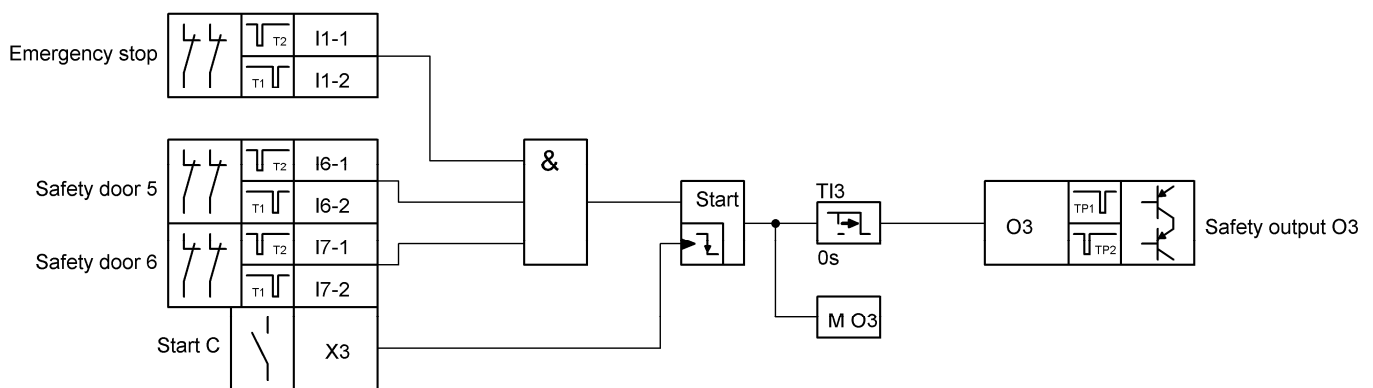 Emergency stop
T2 I1-1
T1 I1-2
Safety door 5
T2 I6-1
T1 I6-2
Safety door 6
T2 I7-1
T1 I7-2
Start C
X3
&
Start
TI3
0s
M O3
O3
TP1
TP2
Safety output O3